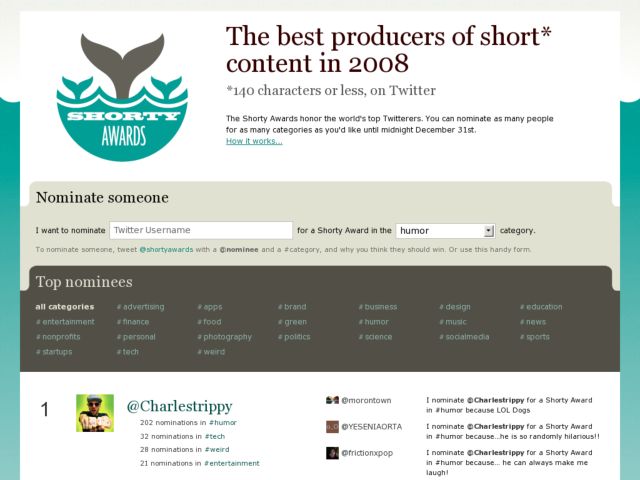 SHORTY
AWARDS
The best producers of short*
content in 2008
*140 characters or less, on Twitter
The Shorty Awards honor the world's top Twitterers. You can nominate as many people
for as many categories as you'd like until midnight December 31st.
How it works...
Nominate someone
I want to nominate Twitter Username for a Shorty Award in the humor category.
To nominate someone, tweet @shortyawards with a @nominee and a #category, and why you think they should win. Or use this handy form.
Top nominees
all categories # advertising # apps # brand # business # design # education
# entertainment # finance # food # green # humor # music # news
# nonprofits # personal # photography # politics # science # socialmedia # sports
# startups # tech # weird
1 @Charlestrippy
202 nominations in #humor
32 nominations in #tech
28 nominations in #weird
21 nominations in #entertainment
@morontown I nominate @Charlestrippy for a Shorty Award
in #humor because LOL Dogs
@YESENIAORTA I nominate @Charlestrippy for a Shorty Award
in #humor because...he is so randomly hilarious!!
@frictionxpop I nominate @Charlestrippy for a Shorty Award
in #humor because... he can always make me
laugh!